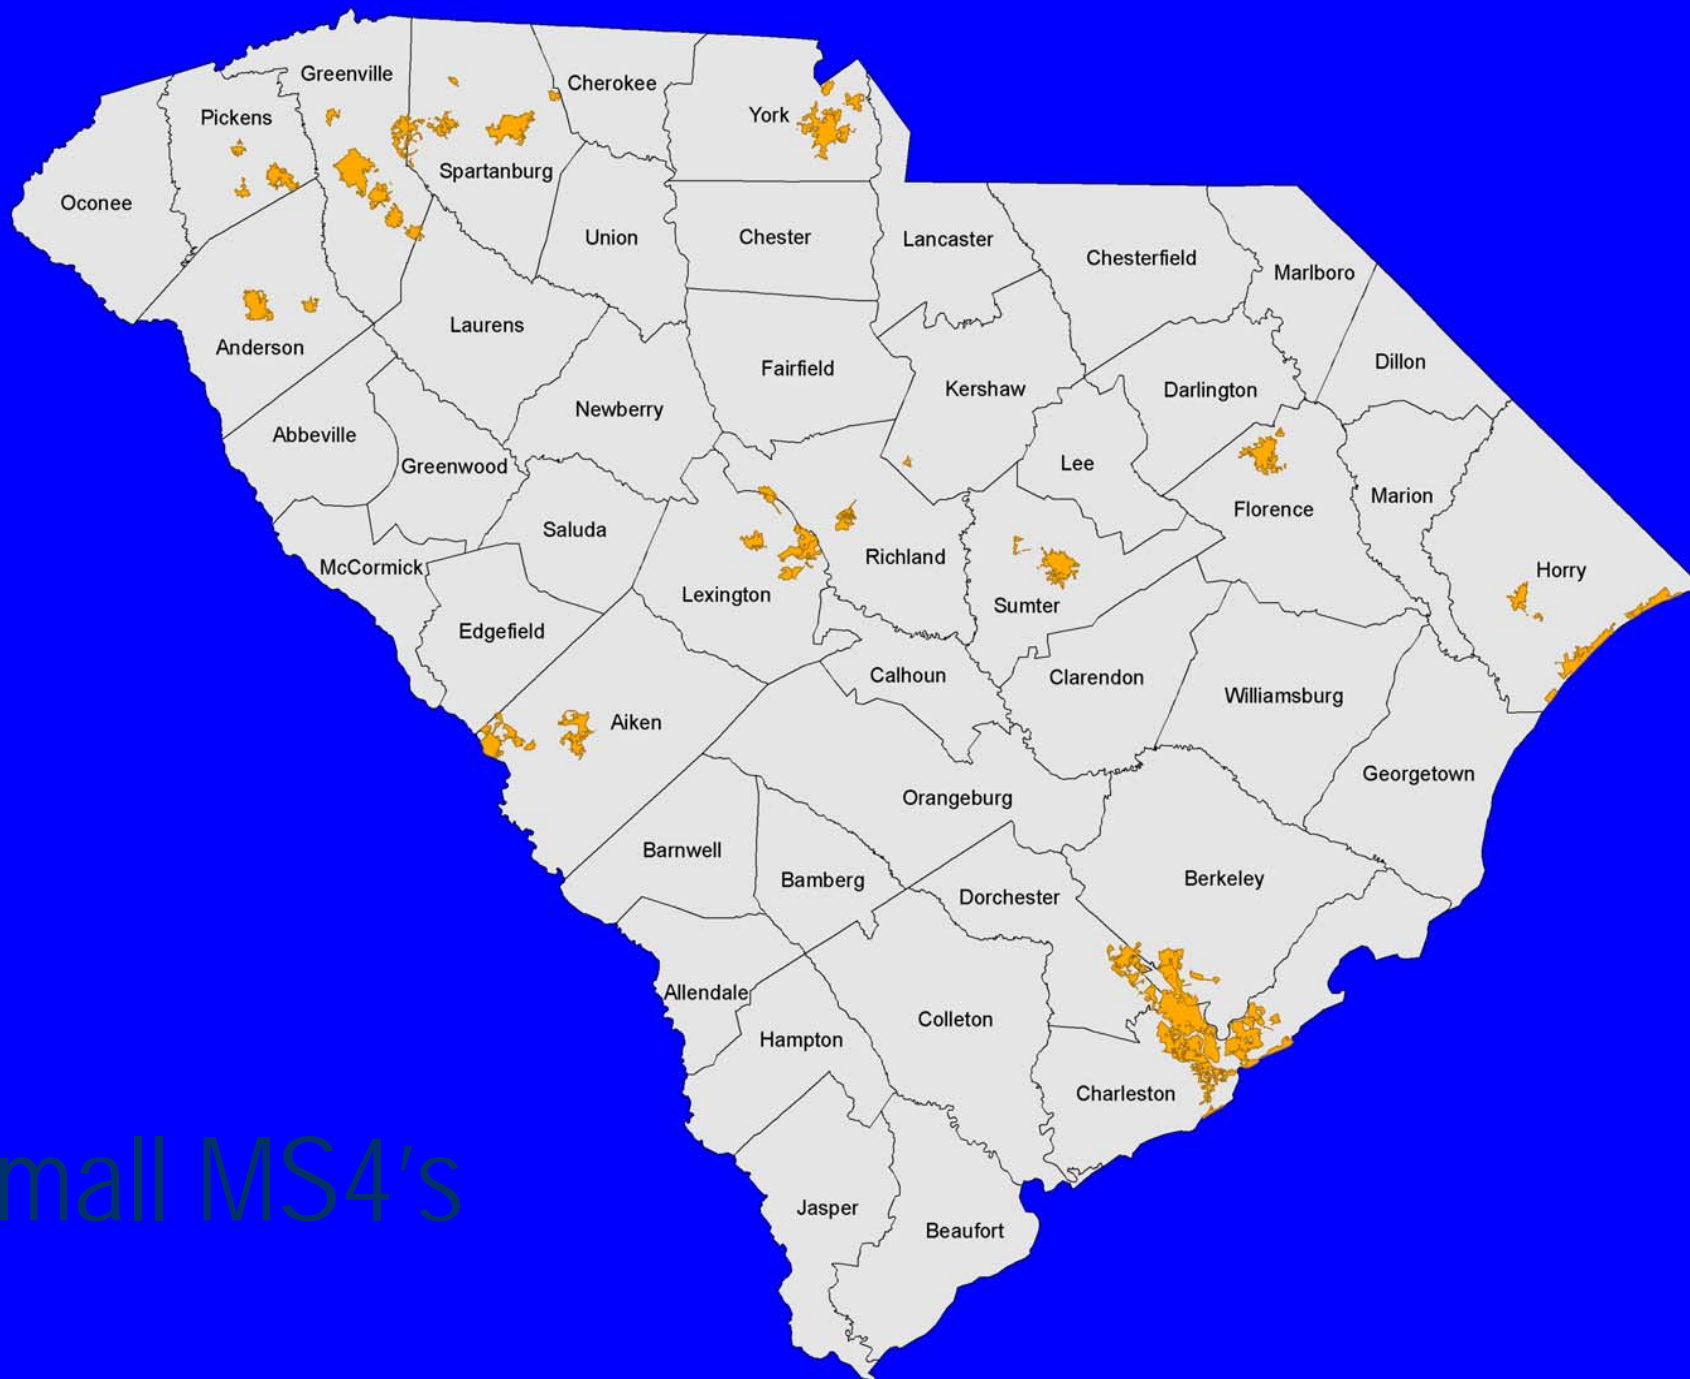 Greenville
Cherokee
Pickens
York
Spartanburg
Oconee
Union
Chester
Lancaster
Chesterfield
Marlboro
Laurens
Anderson
Fairfield
Dillon
Kershaw
Darlington
Newberry
Abbeville
Greenwood
Lee
Marion
Florence
Saluda
Richland
McCormick
Horry
Lexington
Sumter
Edgefield
Calhoun
Clarendon
Williamsburg
Aiken
Georgetown
Orangeburg
Barnwell
Bamberg
Berkeley
Dorchester
Allendale
Colleton
Hampton
Charleston
mall MS4's
Jasper
Beaufort